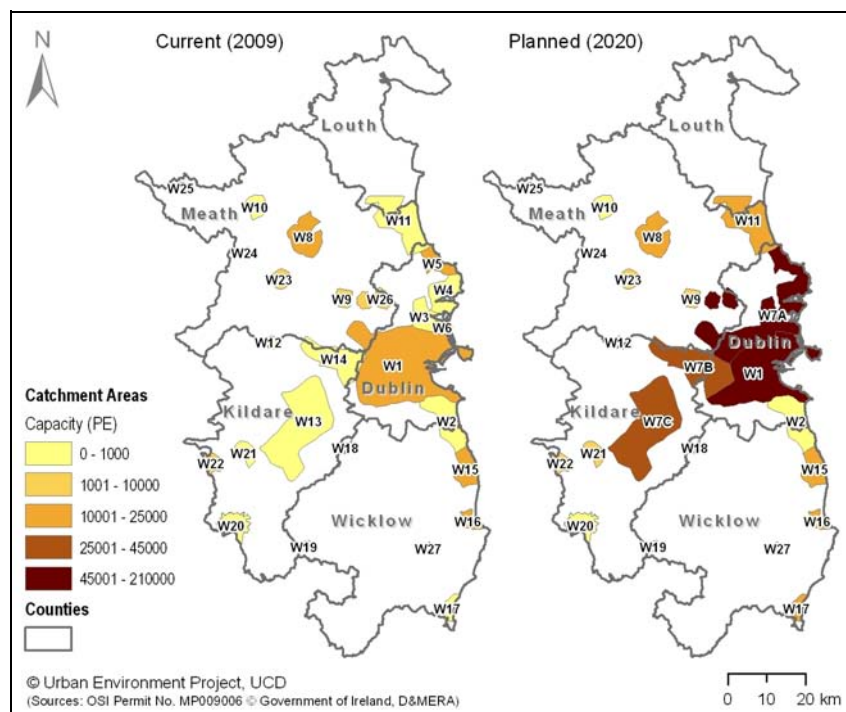 N
Current (2009)
Planned (2020)
Louth
W25
W10
Meath
W11
W8
W24
W5
W23
W4
W9
W26
W3
W6
W12
W14
W1
Dublin
Kildare
W13
W2
W18
W22
W21
W15
W20
Wicklow
W16
W19
W27
W17
Louth
W25
W10
Meath
W11
W8
W24
W23
W9
W7A
Dublin
W12
W7B
W1
Kildare
W7C
W2
W18
W22
W21
W15
W20
Wicklow
W16
W19
W27
W17
Catchment Areas
Capacity (PE)
0 - 1000
1001 - 10000
10001 - 25000
25001 - 45000
45001 - 210000
Counties
© Urban Environment Project, UCD
(Sources: OSI Permit No. MP009006 © Government of Ireland, D&MERA)
0 10 20 km